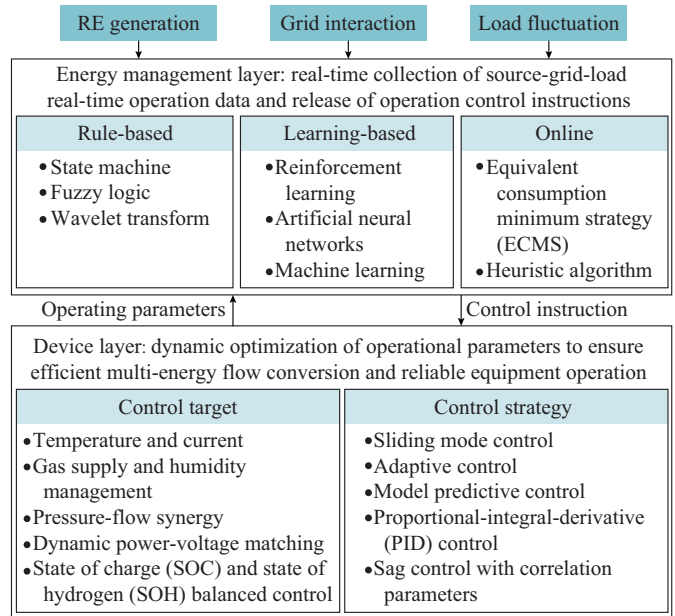 RE generation
Grid interaction
Load fluctuation
Energy management layer: real-time collection of source-grid-load
real-time operation data and release of operation control instructions
Rule-based
• State machine
• Fuzzy logic
• Wavelet transform
Learning-based
• Reinforcement
learning
• Artificial neural
networks
• Machine learning
Online
• Equivalent
consumption
minimum strategy
(ECMS)
• Heuristic algorithm
Operating parameters
Control instruction
Device layer: dynamic optimization of operational parameters to ensure
efficient multi-energy flow conversion and reliable equipment operation
Control target
• Temperature and current
• Gas supply and humidity
management
• Pressure-flow synergy
• Dynamic power-voltage matching
• State of charge (SOC) and state of
hydrogen (SOH) balanced control
Control strategy
• Sliding mode control
• Adaptive control
• Model predictive control
• Proportional-integral-derivative
(PID) control
• Sag control with correlation
parameters